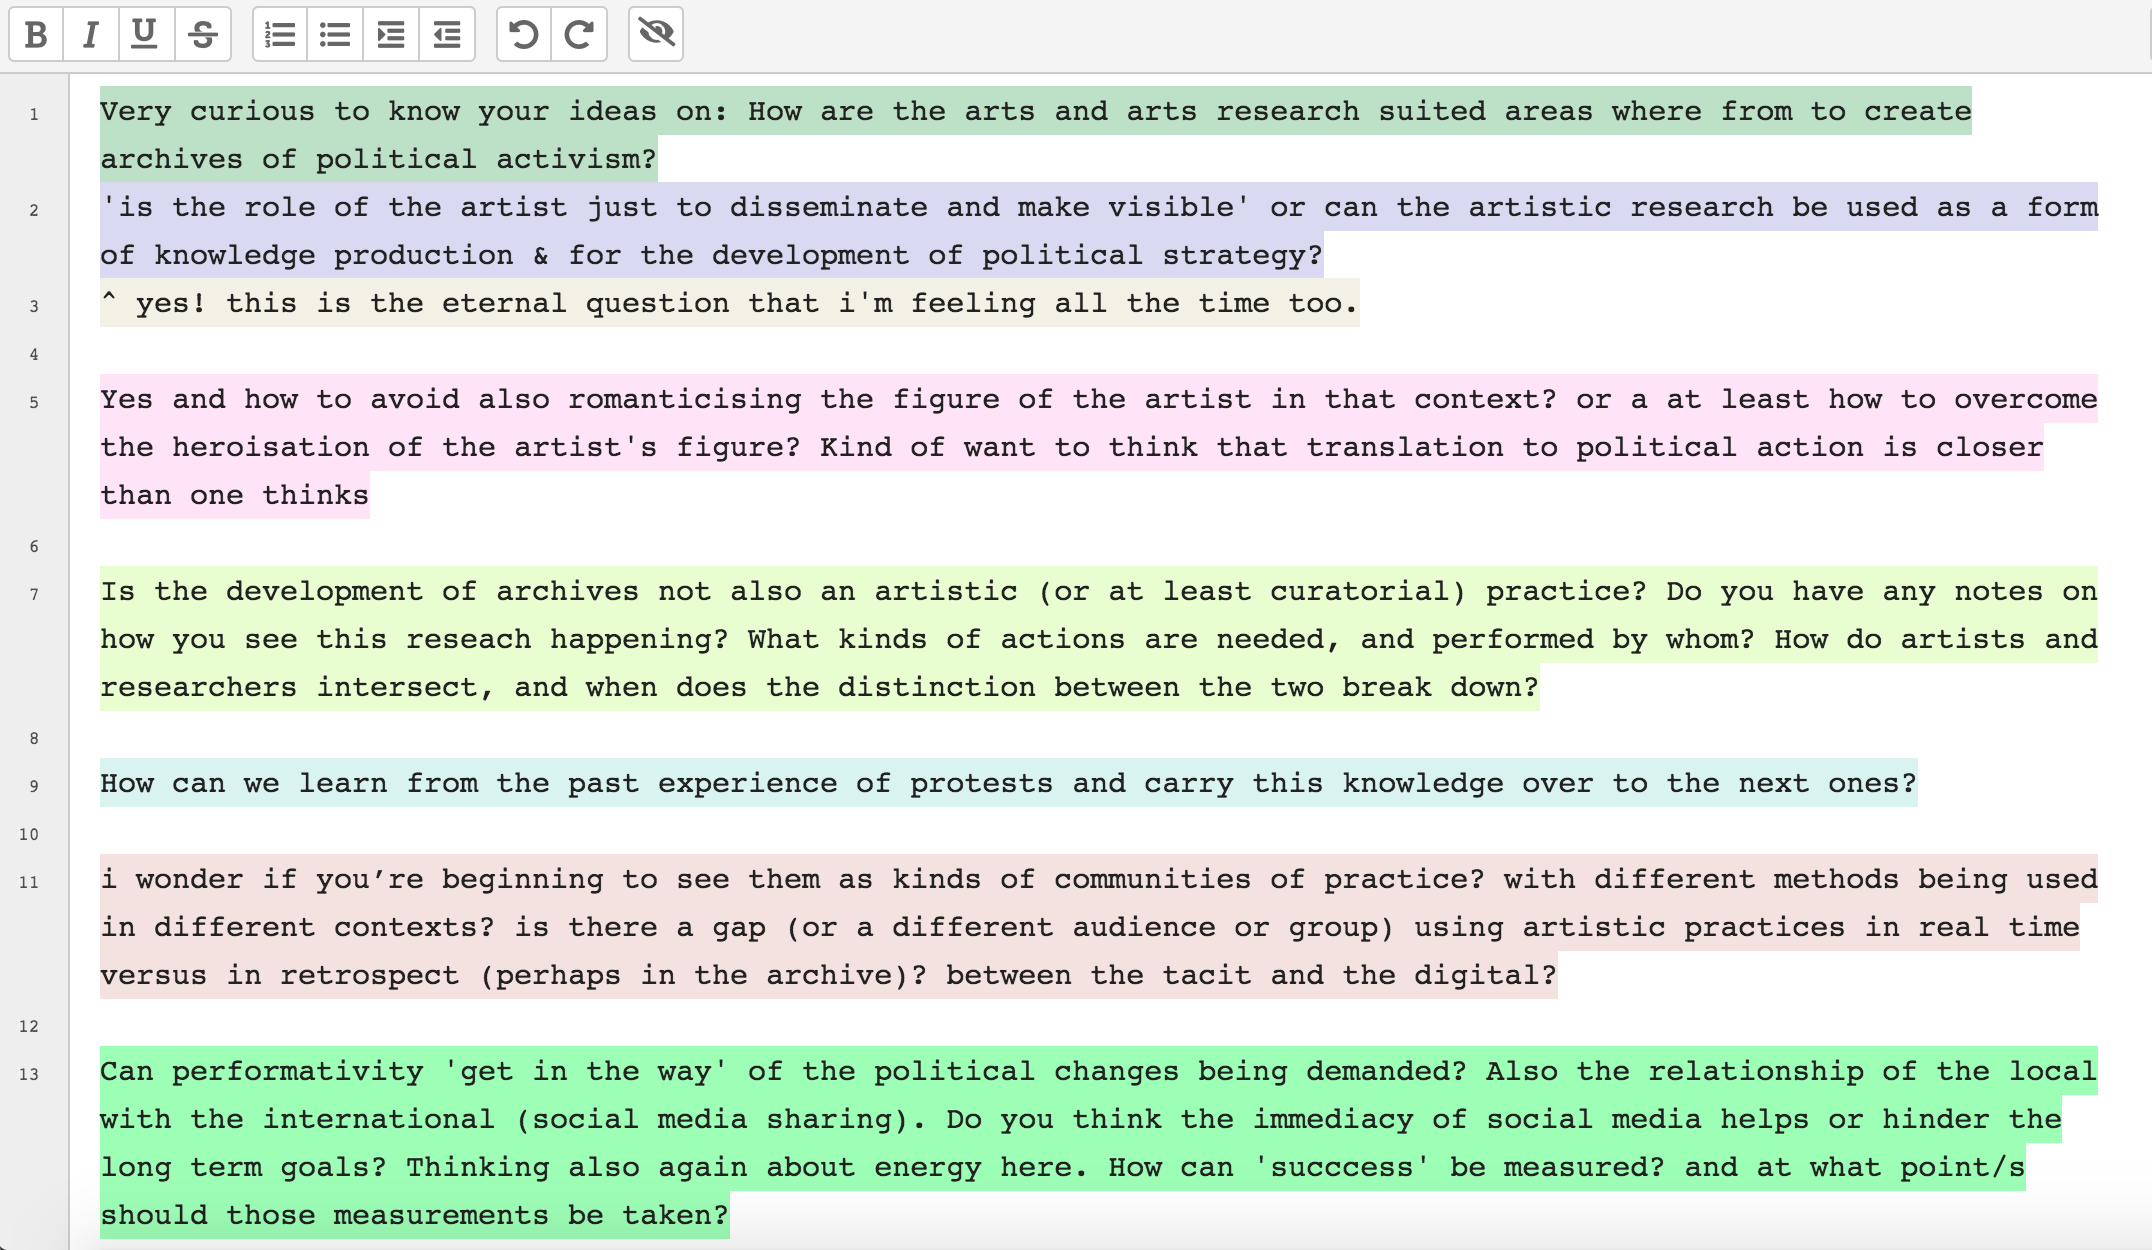 B I U S
1 Very curious to know your ideas on: How are the arts and arts research suited areas where from to create
archives of political activism?
2 'is the role of the artist just to disseminate and make visible' or can the artistic research be used as a form
of knowledge production & for the development of political strategy?
3 ^ yes! this is the eternal question that i'm feeling all the time too.
4
5 Yes and how to avoid also romanticising the figure of the artist in that context? or a at least how to overcome
the heroisation of the artist's figure? Kind of want to think that translation to political action is closer
than one thinks
6
7 Is the development of archives not also an artistic (or at least curatorial) practice? Do you have any notes on
how you see this reseach happening? What kinds of actions are needed, and performed by whom? How do artists and
researchers intersect, and when does the distinction between the two break down?
8
9 How can we learn from the past experience of protests and carry this knowledge over to the next ones?
10
11 i wonder if you’re beginning to see them as kinds of communities of practice? with different methods being used
in different contexts? is there a gap (or a different audience or group) using artistic practices in real time
versus in retrospect (perhaps in the archive)? between the tacit and the digital?
12
13 Can performativity 'get in the way' of the political changes being demanded? Also the relationship of the local
with the international (social media sharing). Do you think the immediacy of social media helps or hinder the
long term goals? Thinking also again about energy here. How can 'succcess' be measured? and at what point/s
should those measurements be taken?